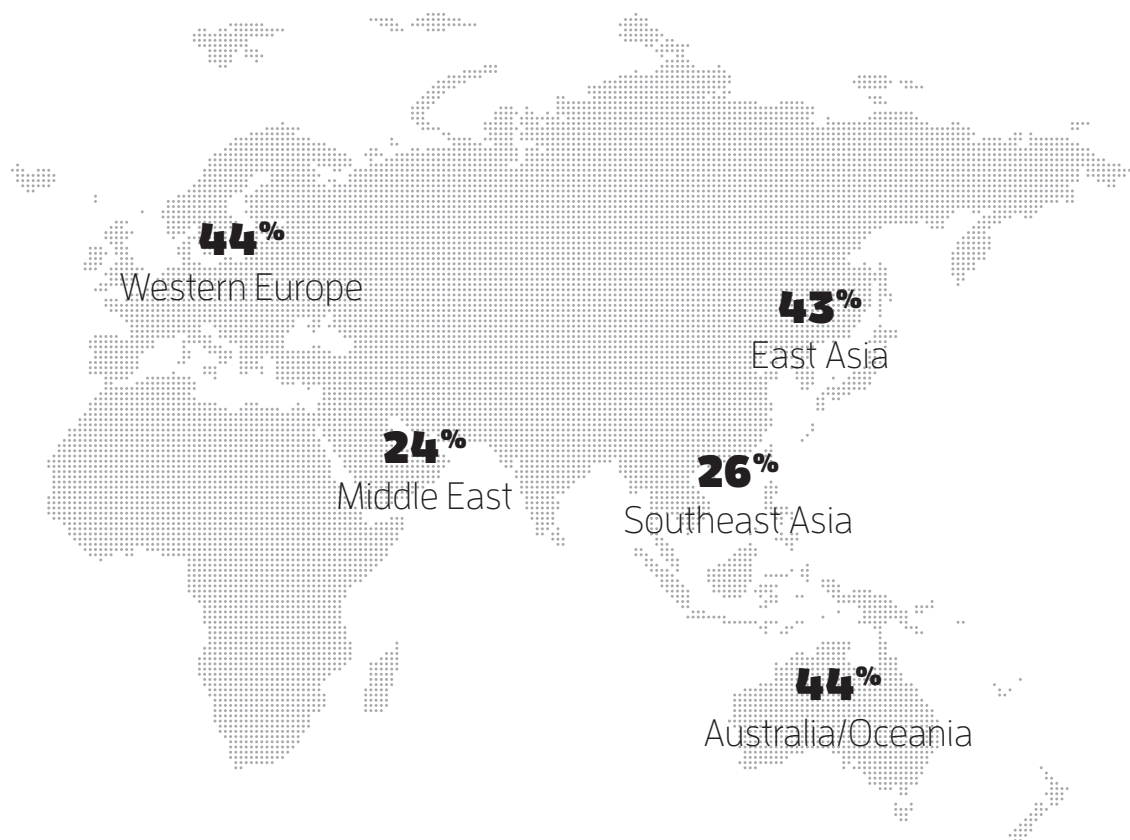 44%
Western Europe
43%
East Asia
24%
Middle East
26%
Southeast Asia
44%
Australia/Oceania